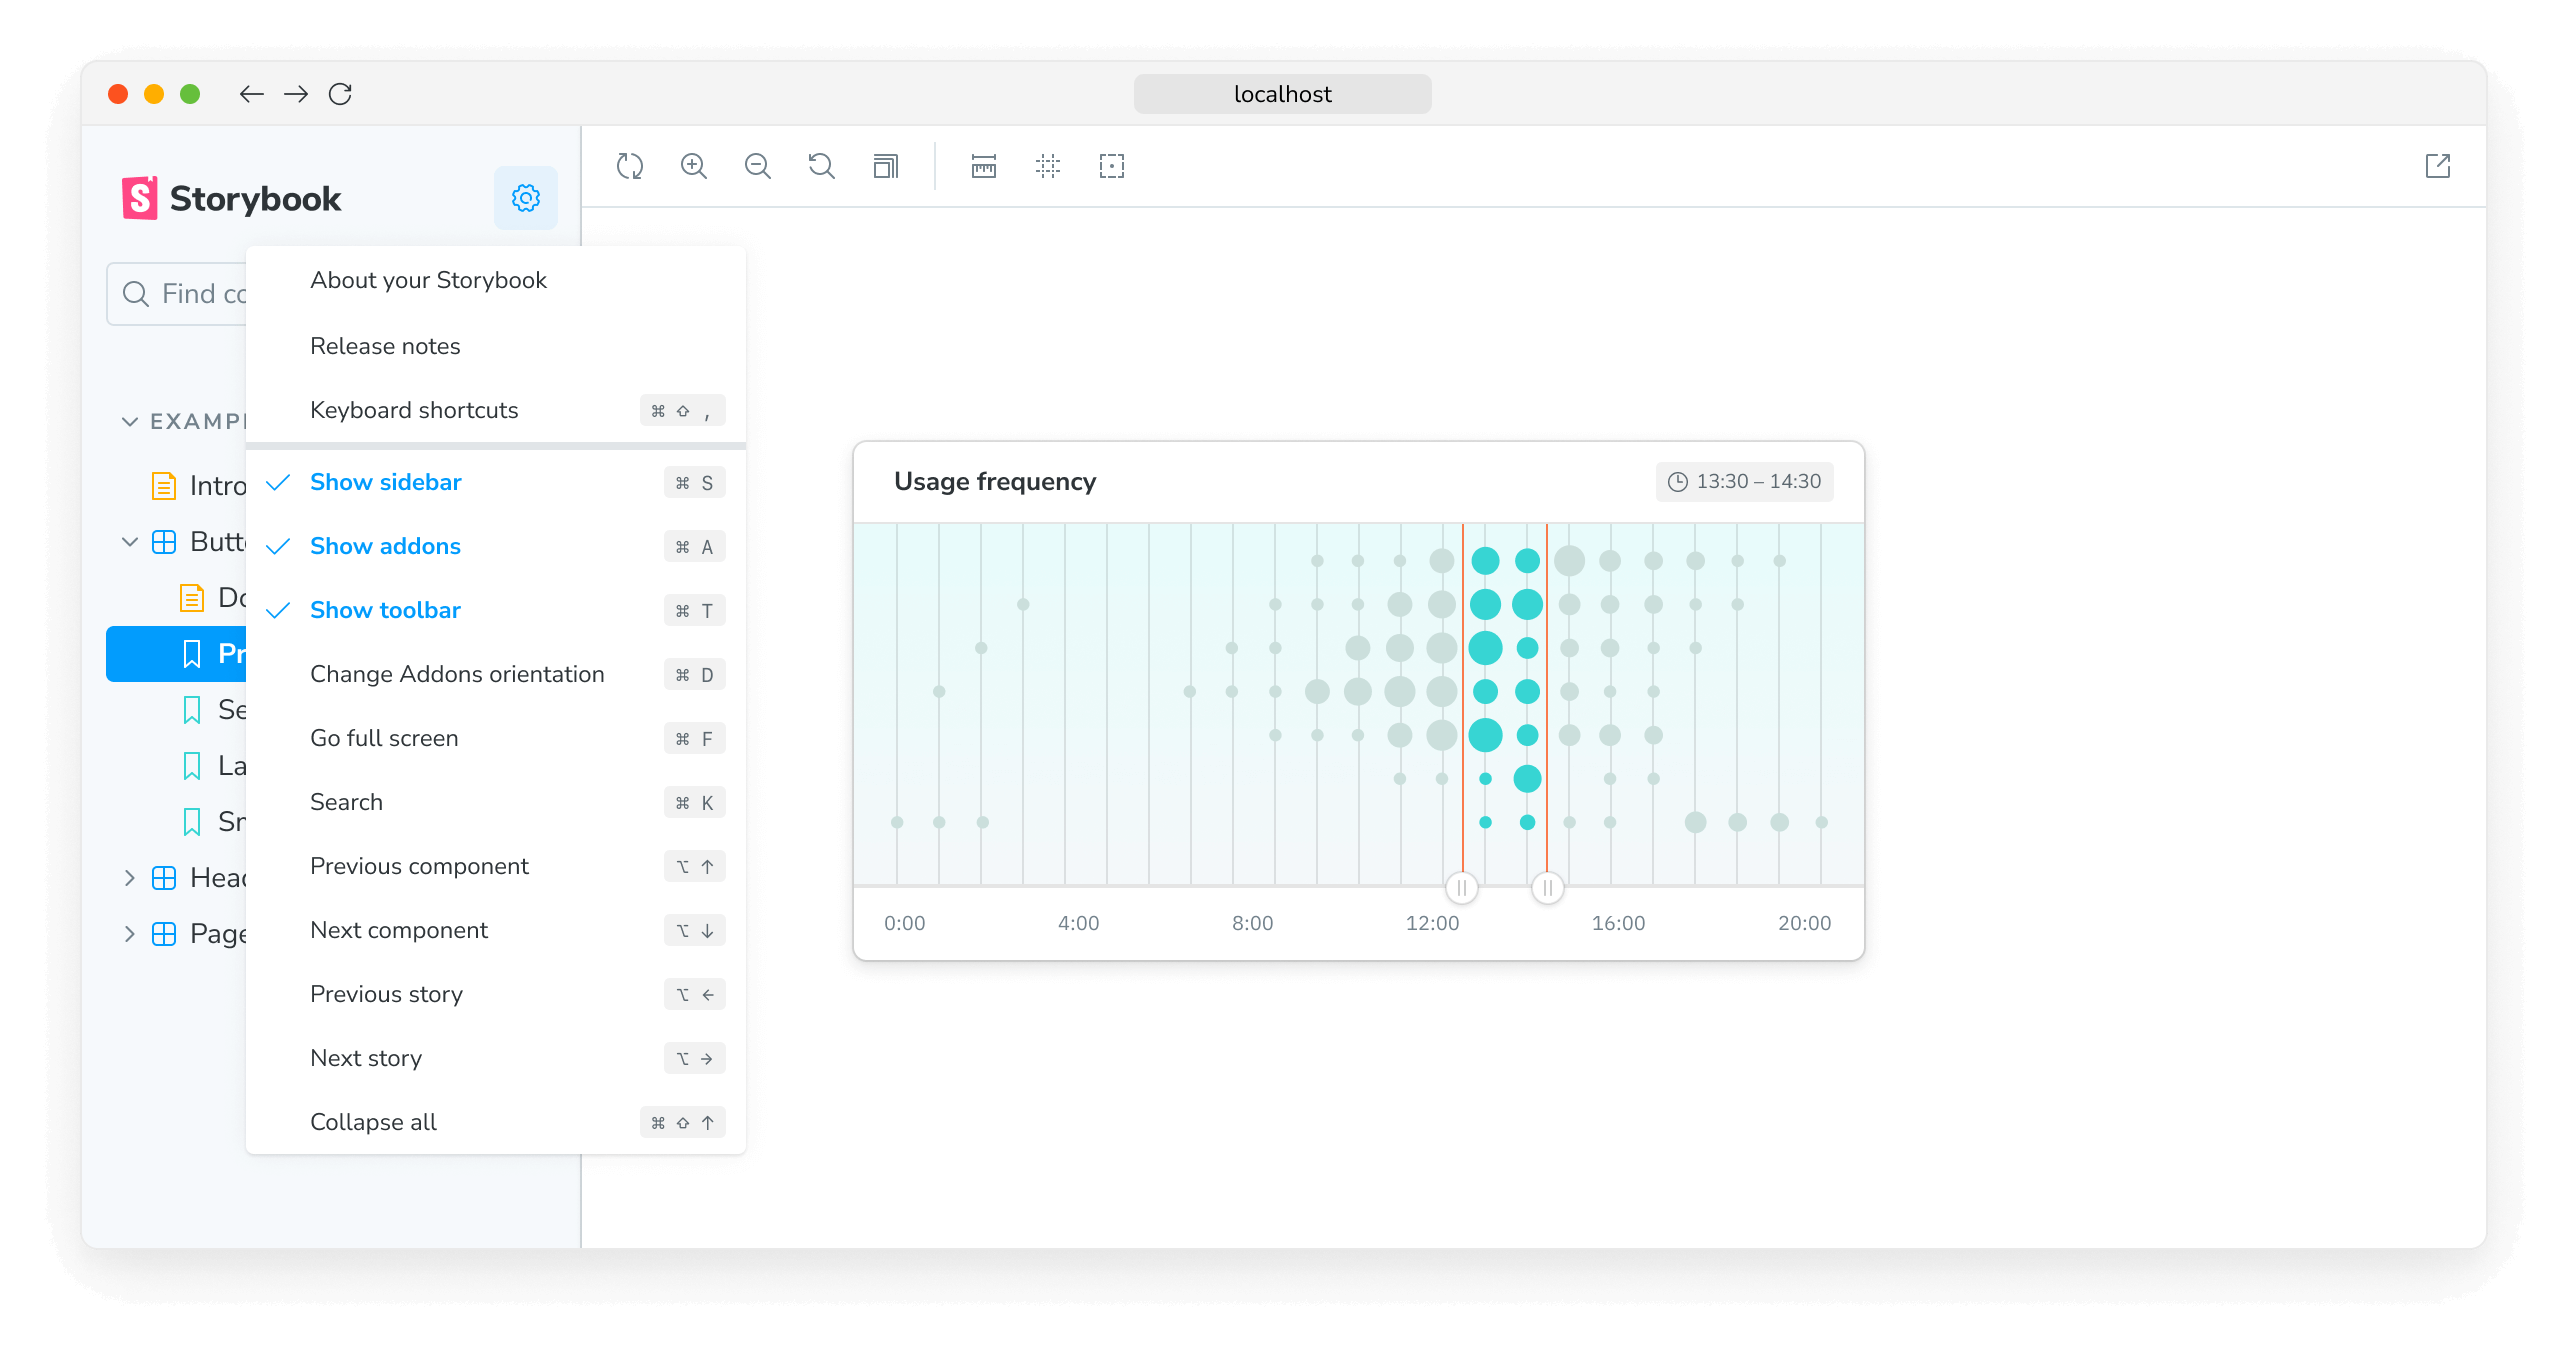 localhost
Storybook
Find co
About your Storybook
Release notes
Keyboard shortcuts ⌘ ⇧ ,
EXAMPL
Show sidebar ⌘ S
Intro
Show addons ⌘ A
Butto
Show toolbar ⌘ T
Do
Pr
Change Addons orientation ⌘ D
Se
Go full screen ⌘ F
La
Search ⌘ K
Sm
Previous component ⌥ ↑
Head
Next component ⌥ ↓
Page
Previous story ⌥ ←
Next story ⌥ →
Collapse all ⌘ ⇧ ↑
Usage frequency
13:30 – 14:30
0:00 4:00 8:00 12:00 16:00 20:00